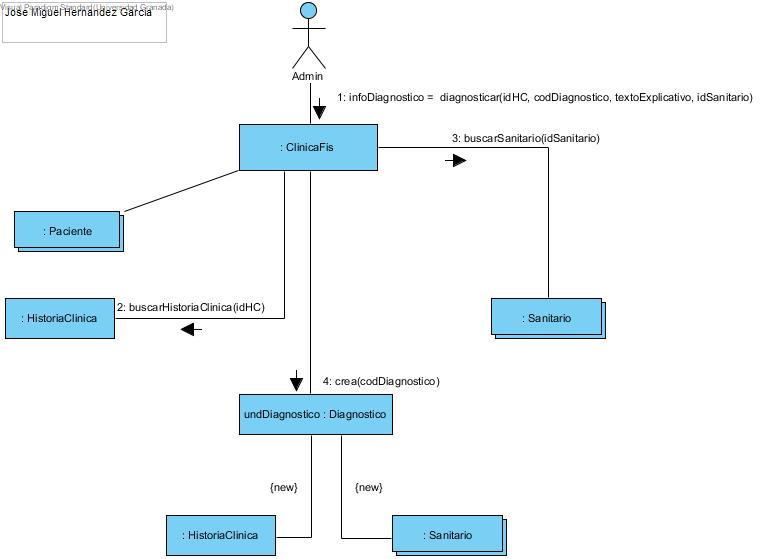 Visual Paradigm Standard(Universidad Granada)
José Miguel Hernández García
Admin
1: infoDiagnostico = diagnosticar(idHC, codDiagnostico, textoExplicativo, idSanitario)
: ClinicaFis
3: buscarSanitario(idSanitario)
: Paciente
2: buscarHistoriaClinica(idHC)
: HistoriaClinica
: Sanitario
4: crea(codDiagnostico)
undDiagnostico : Diagnostico
{new}
{new}
: HistoriaClinica
: Sanitario